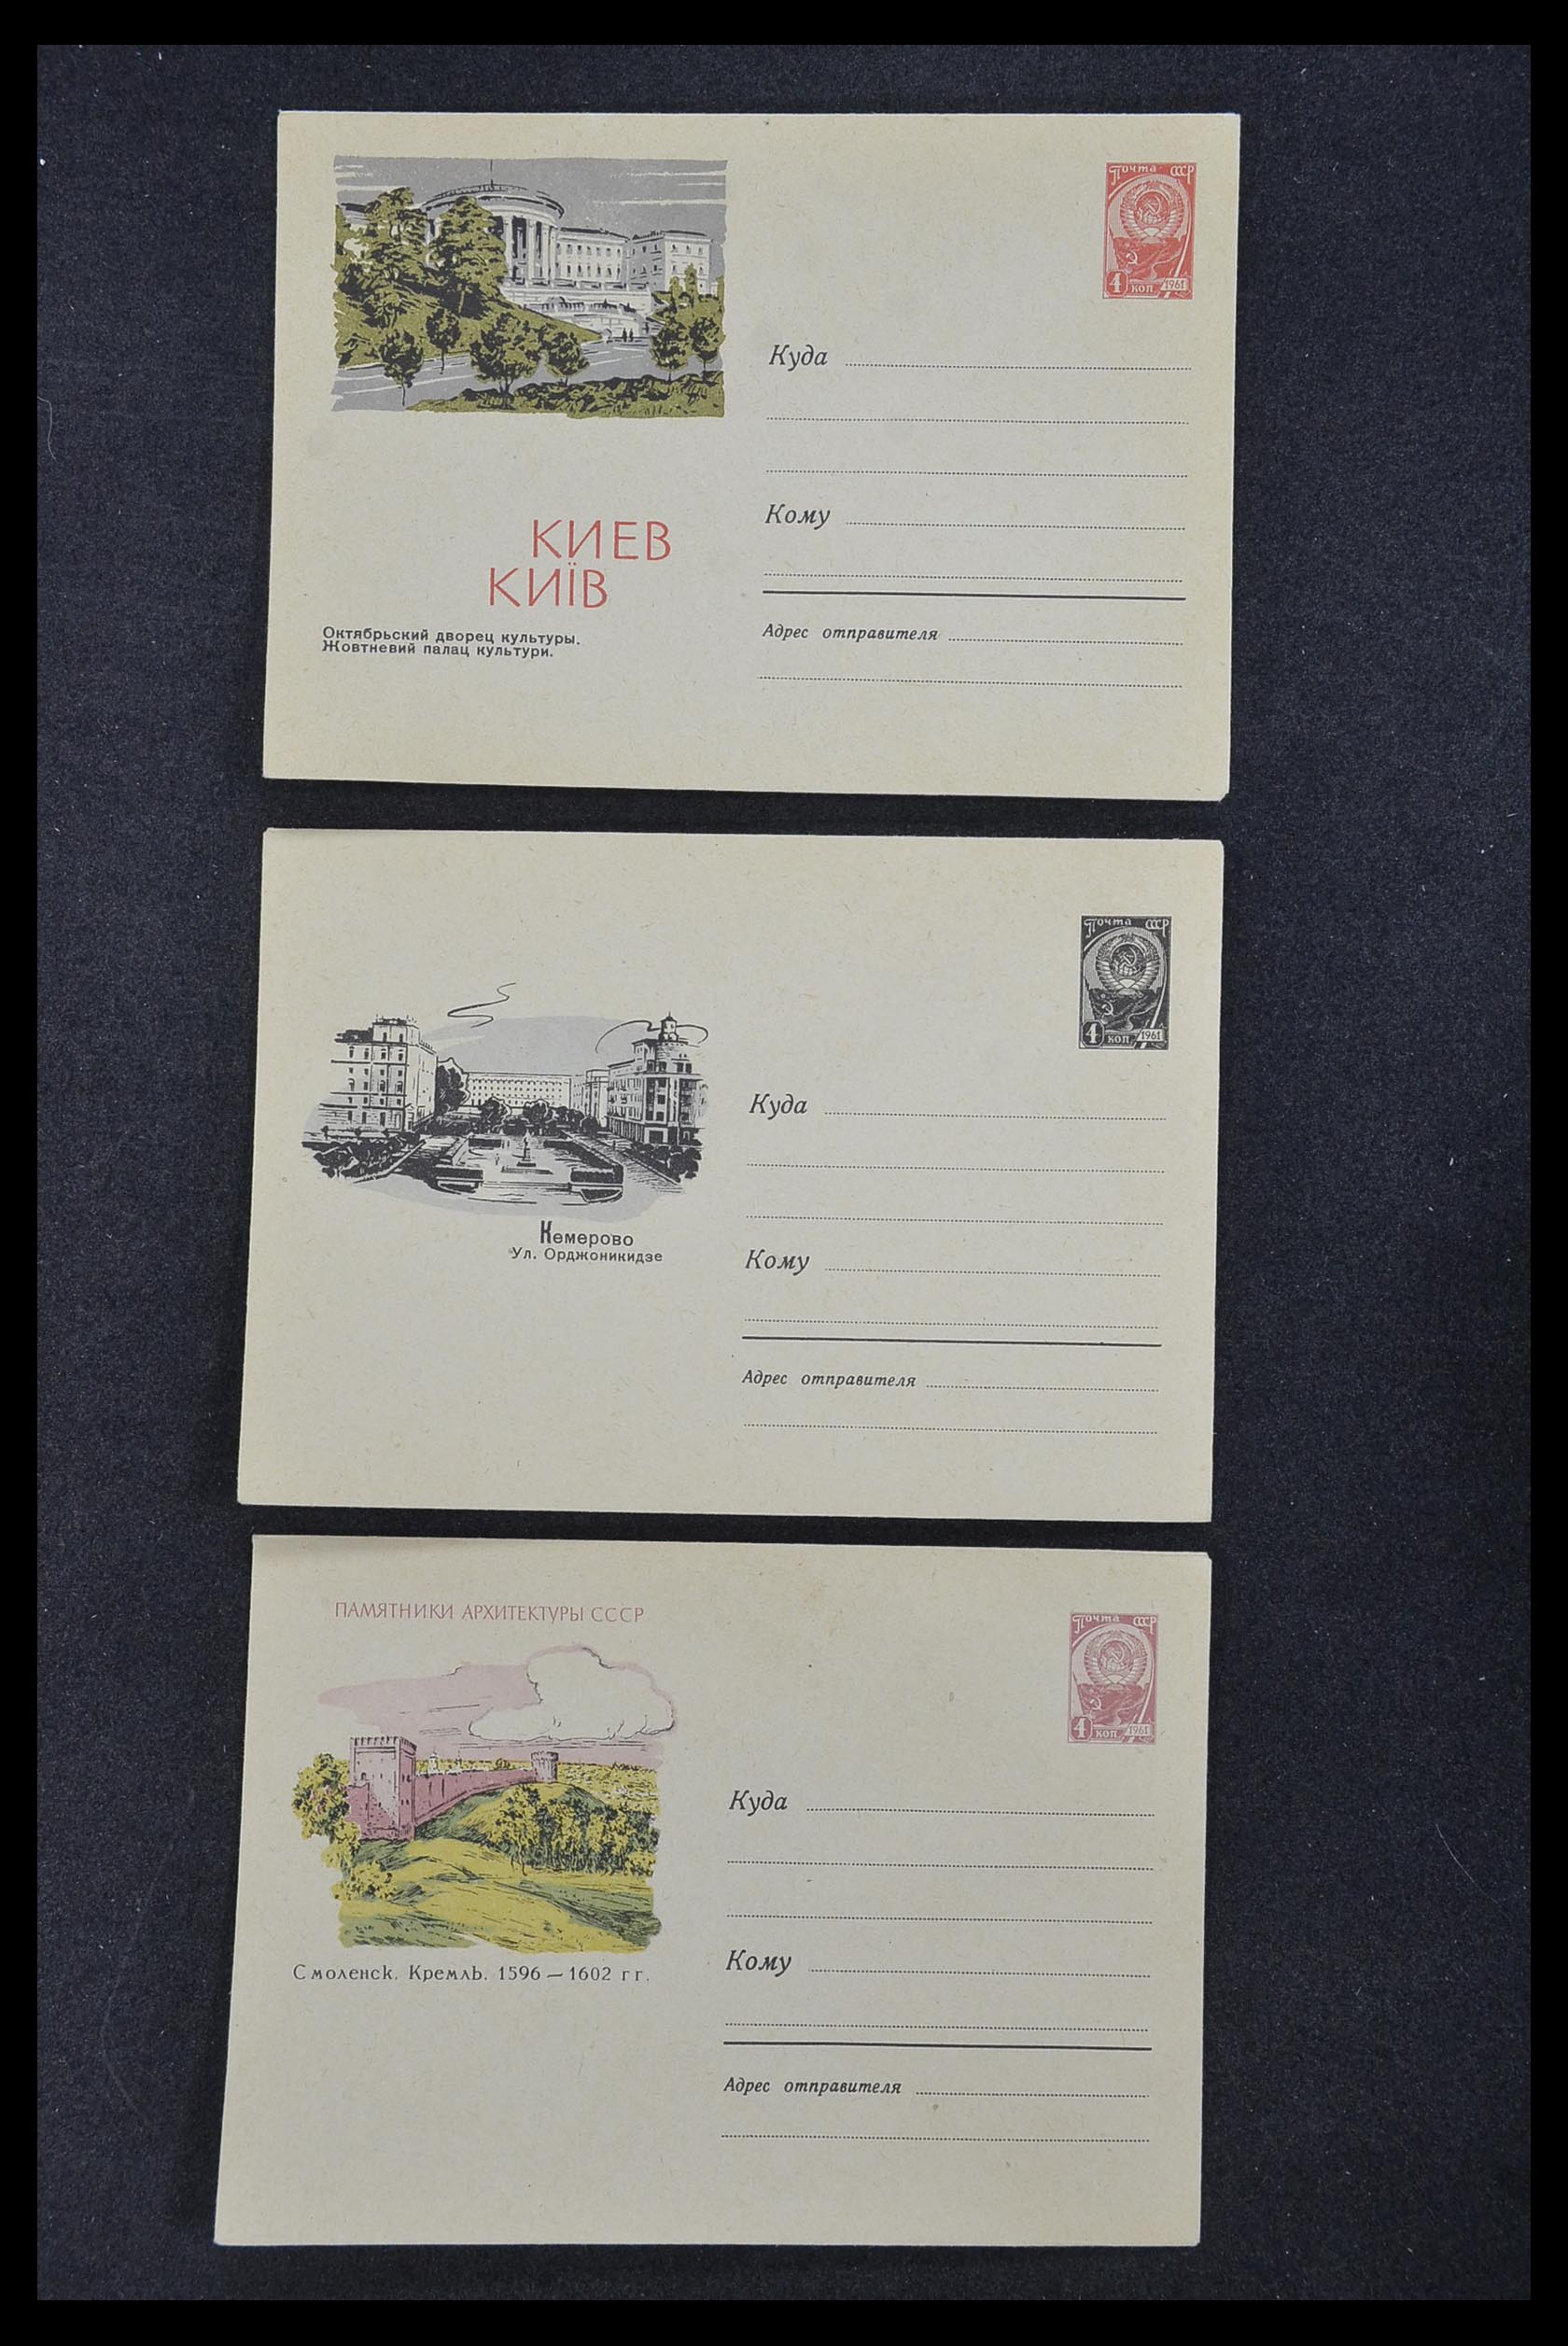 Почта СССР
4 коп. 1961
Куда
Кому
КИЕВ
КИЇВ
Октябрьский дворец культуры.
Жовтневий палац культури.
Адрес отправителя
Почта СССР
4 коп. 1961
Куда
Кемерово
Ул. Орджоникидзе
Кому
Адрес отправителя
ПАМЯТНИКИ АРХИТЕКТУРЫ СССР
Почта СССР
4 коп. 1961
Куда
Кому
Смоленск. Кремль. 1596 — 1602 гг.
Адрес отправителя